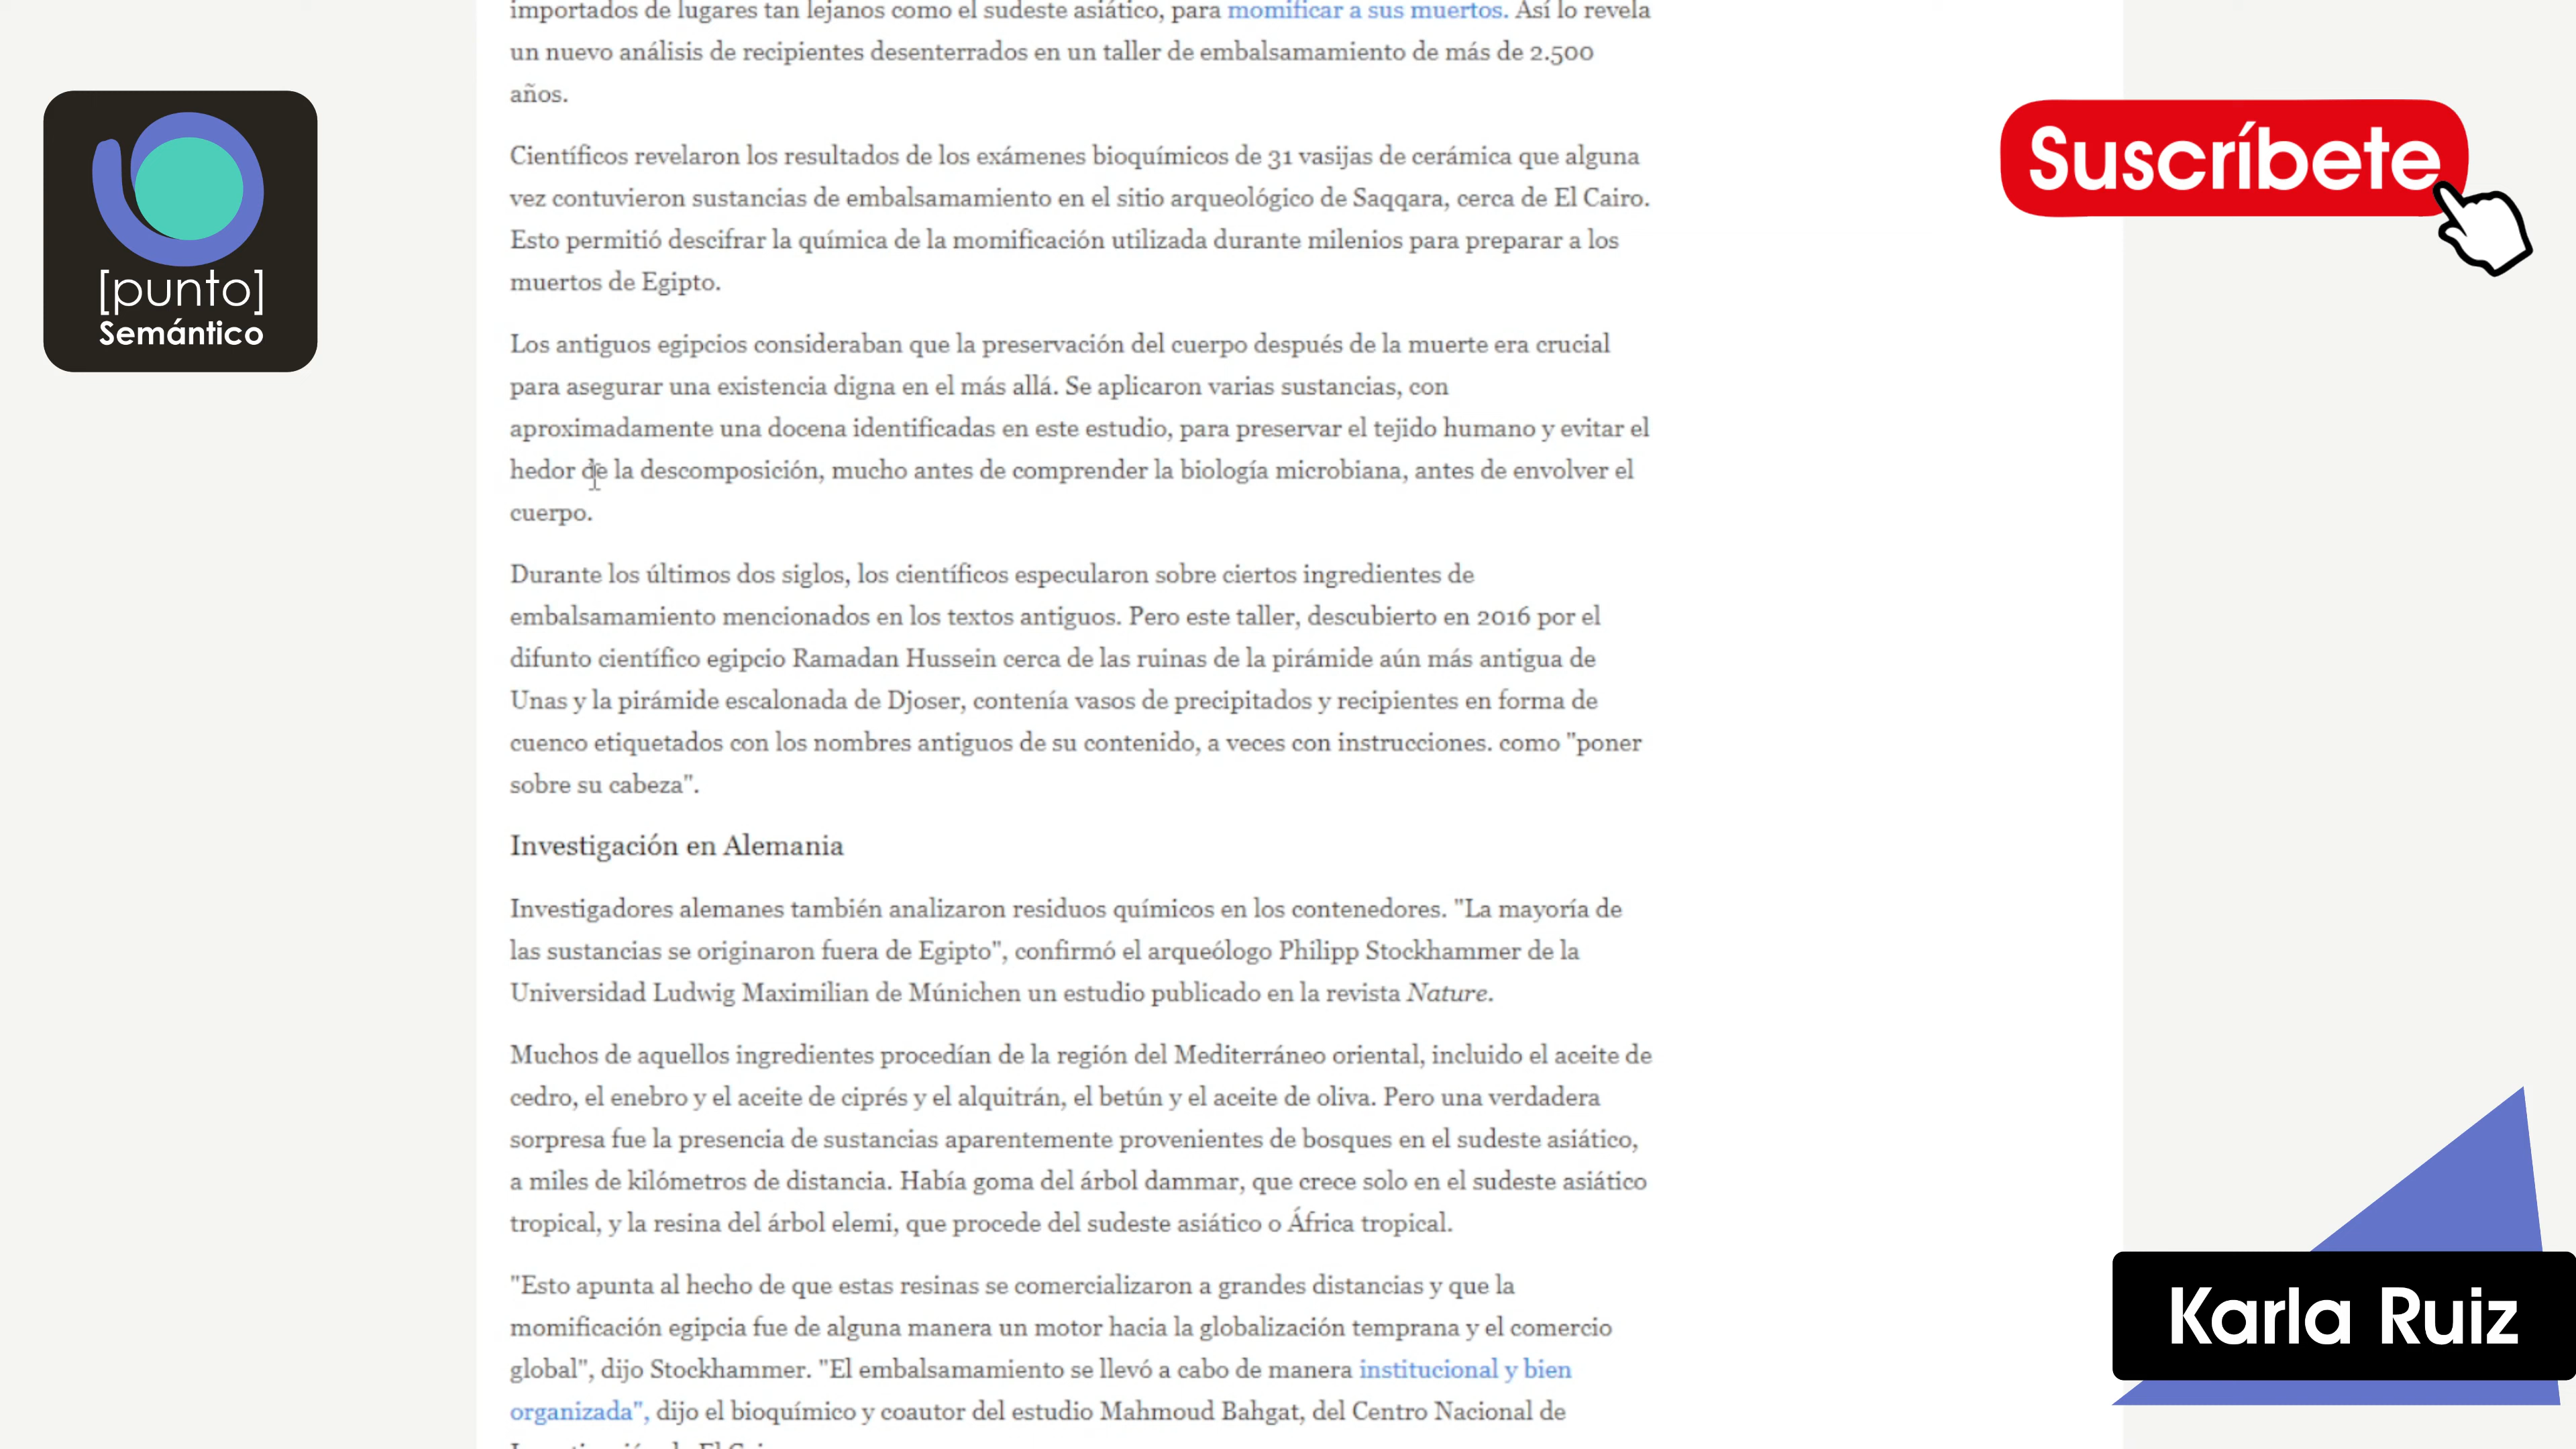 importados de lugares tan lejanos como el sudeste asiático, para momificar a sus muertos. Así lo revela
un nuevo análisis de recipientes desenterrados en un taller de embalsamamiento de más de 2.500
años.
Científicos revelaron los resultados de los exámenes bioquímicos de 31 vasijas de cerámica que alguna
vez contuvieron sustancias de embalsamamiento en el sitio arqueológico de Saqqara, cerca de El Cairo.
Esto permitió descifrar la química de la momificación utilizada durante milenios para preparar a los
muertos de Egipto.
Los antiguos egipcios consideraban que la preservación del cuerpo después de la muerte era crucial
para asegurar una existencia digna en el más allá. Se aplicaron varias sustancias, con
aproximadamente una docena identificadas en este estudio, para preservar el tejido humano y evitar el
hedor de la descomposición, mucho antes de comprender la biología microbiana, antes de envolver el
cuerpo.
Durante los últimos dos siglos, los científicos especularon sobre ciertos ingredientes de
embalsamamiento mencionados en los textos antiguos. Pero este taller, descubierto en 2016 por el
difunto científico egipcio Ramadan Hussein cerca de las ruinas de la pirámide aún más antigua de
Unas y la pirámide escalonada de Djoser, contenía vasos de precipitados y recipientes en forma de
cuenco etiquetados con los nombres antiguos de su contenido, a veces con instrucciones. como "poner
sobre su cabeza".
Investigación en Alemania
Investigadores alemanes también analizaron residuos químicos en los contenedores. "La mayoría de
las sustancias se originaron fuera de Egipto", confirmó el arqueólogo Philipp Stockhammer de la
Universidad Ludwig Maximilian de Múnichen un estudio publicado en la revista Nature.
Muchos de aquellos ingredientes procedían de la región del Mediterráneo oriental, incluido el aceite de
cedro, el enebro y el aceite de ciprés y el alquitrán, el betún y el aceite de oliva. Pero una verdadera
sorpresa fue la presencia de sustancias aparentemente provenientes de bosques en el sudeste asiático,
a miles de kilómetros de distancia. Había goma del árbol dammar, que crece solo en el sudeste asiático
tropical, y la resina del árbol elemi, que procede del sudeste asiático o África tropical.
"Esto apunta al hecho de que estas resinas se comercializaron a grandes distancias y que la
momificación egipcia fue de alguna manera un motor hacia la globalización temprana y el comercio
global", dijo Stockhammer. "El embalsamamiento se llevó a cabo de manera institucional y bien
organizada", dijo el bioquímico y coautor del estudio Mahmoud Bahgat, del Centro Nacional de
[punto]
Semántico
Suscríbete
Karla Ruiz